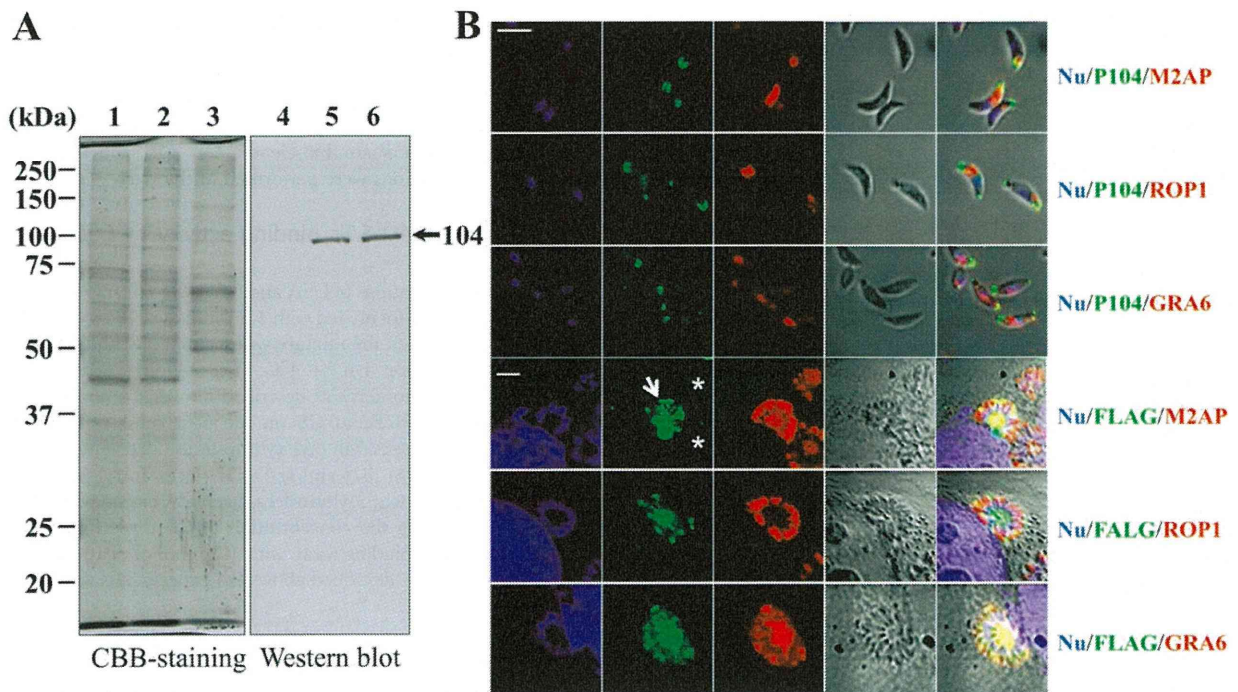 A
B
(kDa) 1 2 3 4 5 6
250
150
100
75
50
37
25
20
104
CBB-staining Western blot
Nu/P104/M2AP
Nu/P104/ROP1
Nu/P104/GRA6
* 
*
Nu/FLAG/M2AP
Nu/FALG/ROP1
Nu/FLAG/GRA6